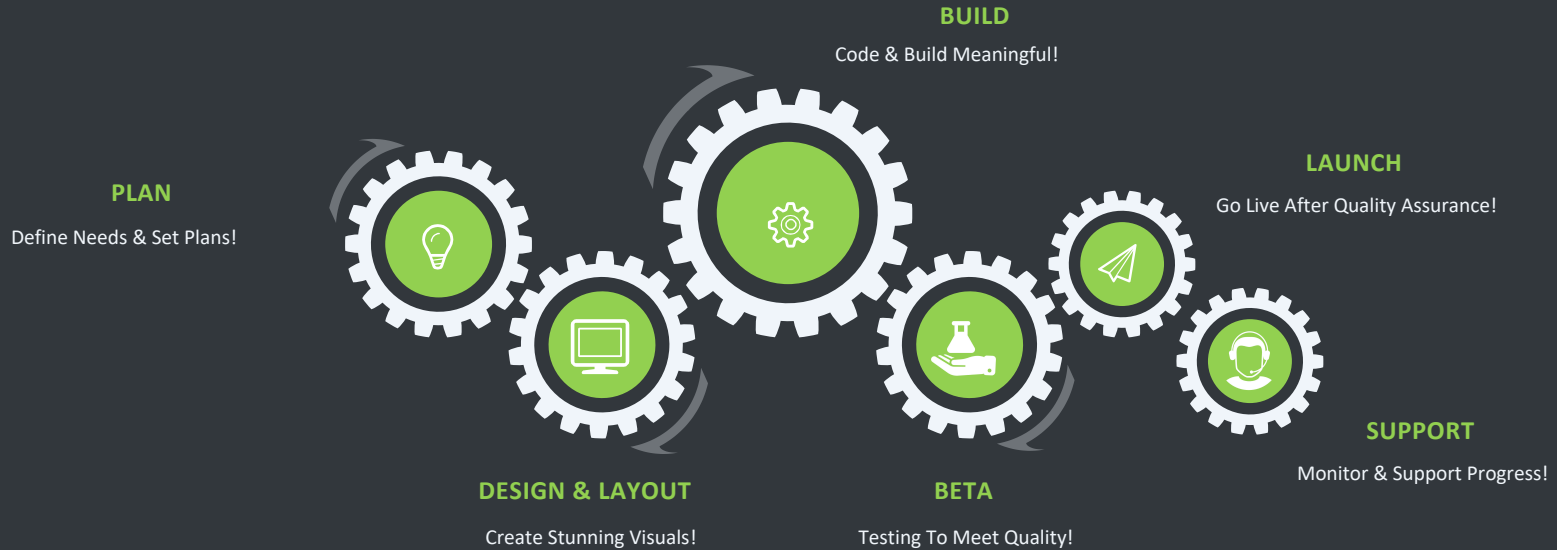 PLAN
Define Needs & Set Plans!
DESIGN & LAYOUT
Create Stunning Visuals!
BUILD
Code & Build Meaningful!
BETA
Testing To Meet Quality!
LAUNCH
Go Live After Quality Assurance!
SUPPORT
Monitor & Support Progress!